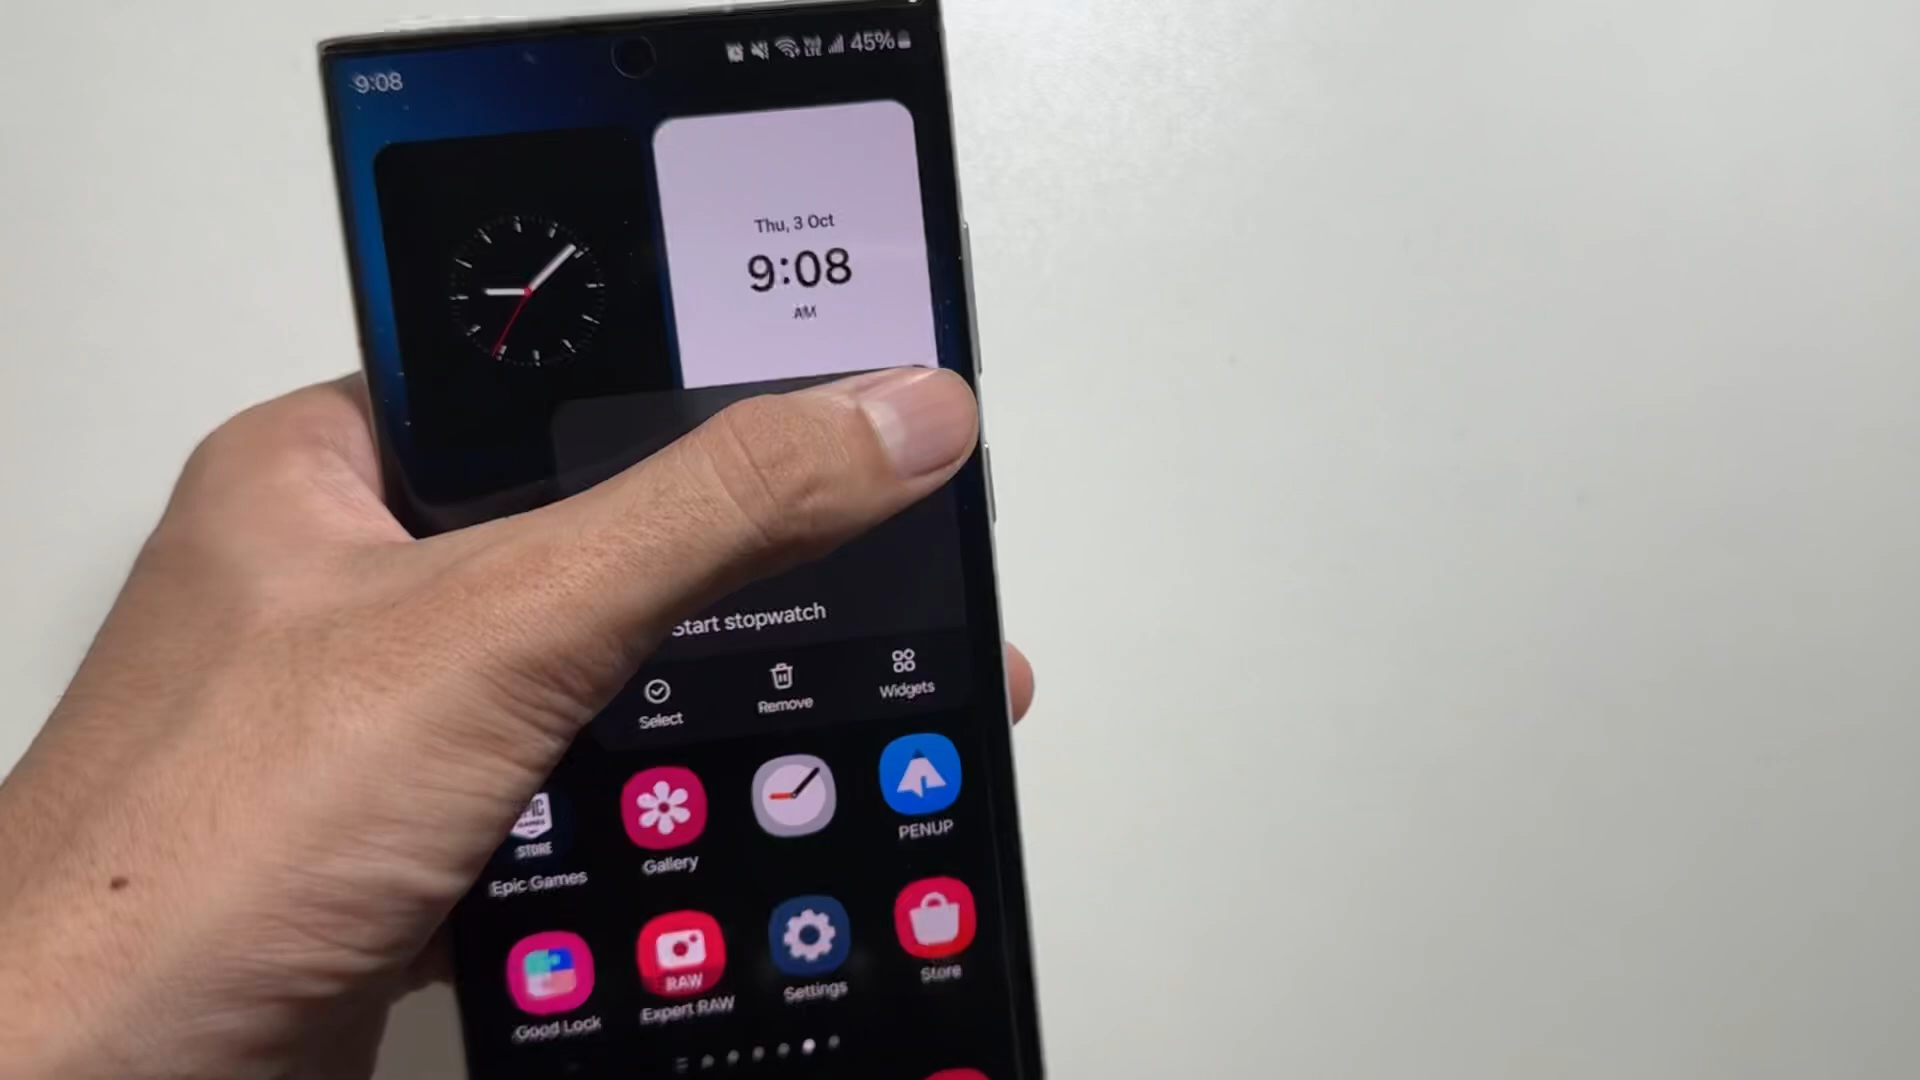 9:08
45%
Thu, 3 Oct
9:08
AM
Start stopwatch
Select
Remove
Widgets
STORE
Epic Games
Gallery
PENUP
Good Lock
RAW
Expert RAW
Settings
Store